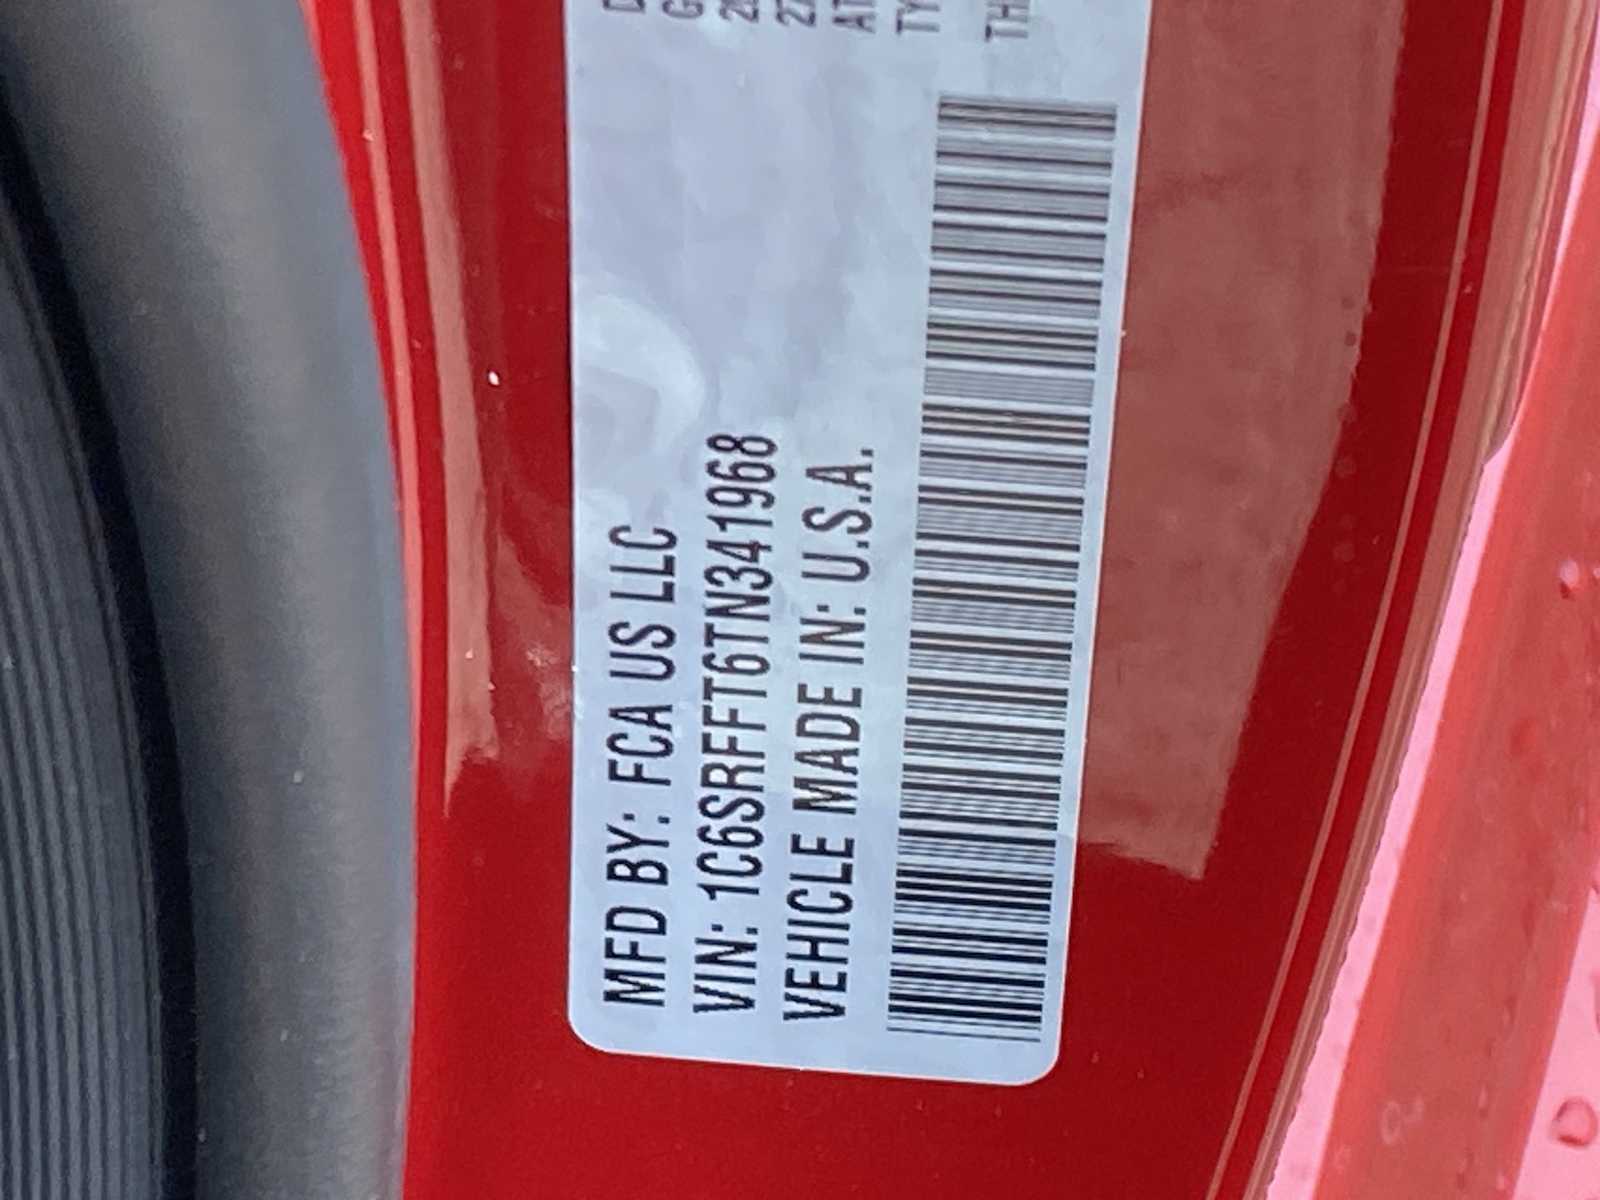 MFD BY: FCA US LLC
VIN: 1C6SRFFT6TN341968
VEHICLE MADE IN: U.S.A.